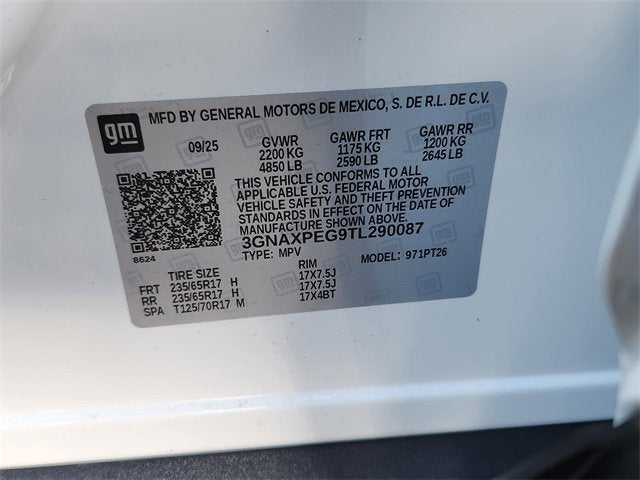 MFD BY GENERAL MOTORS DE MEXICO, S. DE R.L. DE C.V.
gm
09/25 GVWR GAWR FRT GAWR RR
2200 KG 1175 KG 1200 KG
4850 LB 2590 LB 2645 LB
THIS VEHICLE CONFORMS TO ALL
APPLICABLE U.S. FEDERAL MOTOR
VEHICLE SAFETY AND THEFT PREVENTION
STANDARDS IN EFFECT ON THE DATE OF
MANUFACTURE SHOWN ABOVE.
3GNAXPEG9TL290087
8624
TYPE: MPV MODEL: 971PT26
TIRE SIZE RIM
FRT 235/65R17 H 17X7.5J
RR 235/65R17 H 17X7.5J
SPA T125/70R17 M 17X4BT